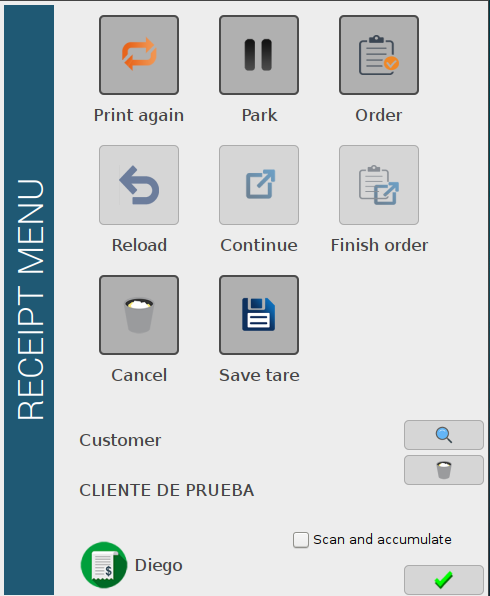 RECEIPT MENU
Print again
Park
Order
Reload
Continue
Finish order
Cancel
Save tare
Customer
CLIENTE DE PRUEBA
Scan and accumulate
$
Diego